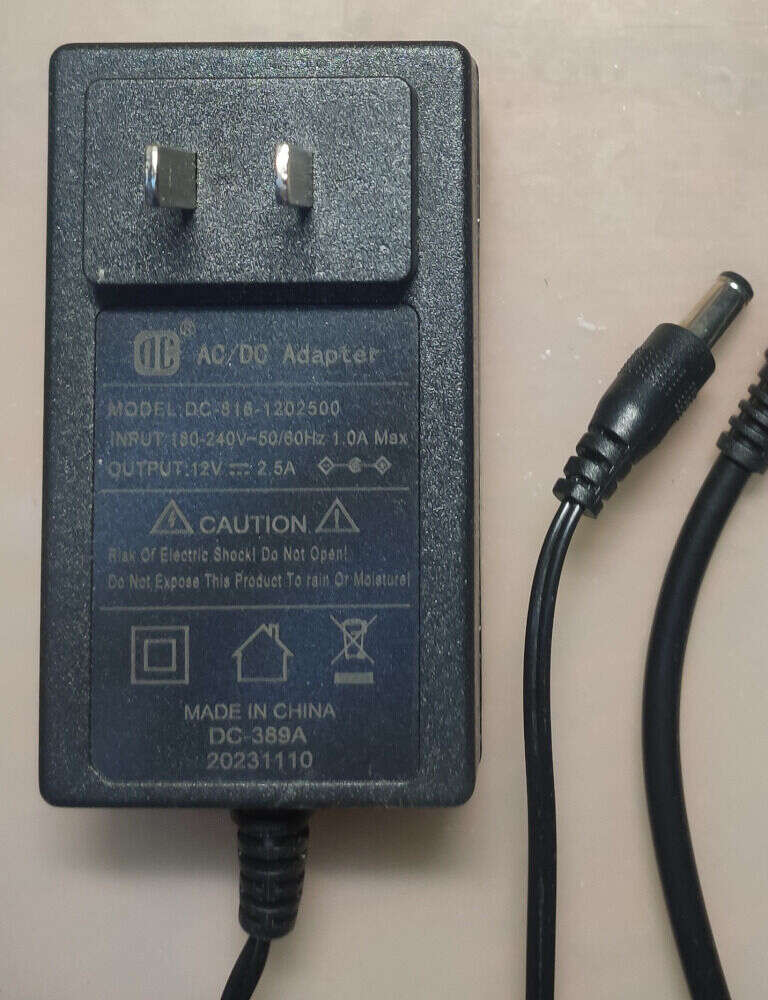 DC® AC/DC Adapter
MODEL:DC-818-1202500
INPUT:180-240V~50/60Hz 1.0A Max
OUTPUT:12V⎓2.5A
CAUTION
Risk Of Electric Shock! Do Not Open!
Do Not Expose This Product To rain Or Moisture!
MADE IN CHINA
DC-389A
20231110